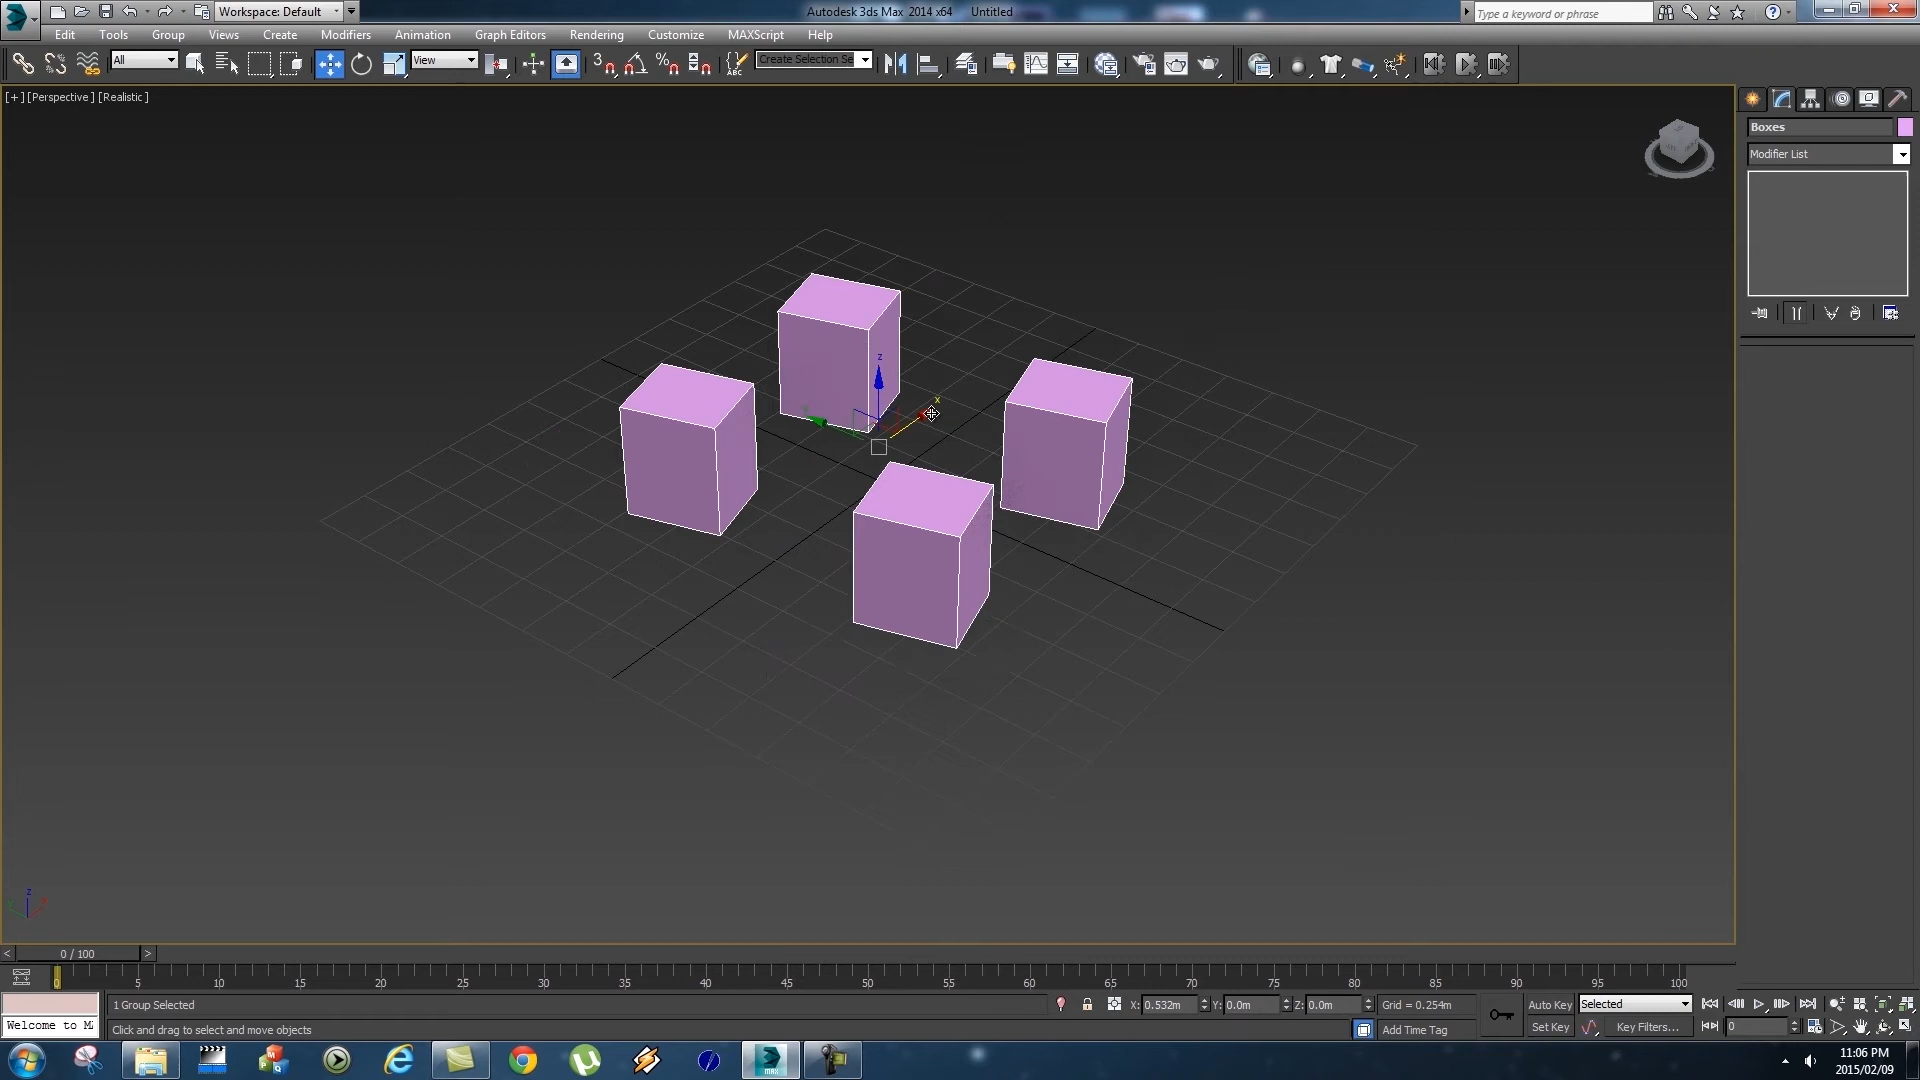 Workspace: Default
Autodesk 3ds Max 2014 x64 Untitled
Type a keyword or phrase
Edit Tools Group Views Create Modifiers Animation Graph Editors Rendering Customize MAXScript Help
All
View
3
ABC
Create Selection Se
[+] [Perspective] [Realistic]
Boxes
Modifier List
z
x
z
< 0 / 100 >
0 5 10 15 20 25 30 35 40 45 50 55 60 65 70 75 80 85 90 95 100
1 Group Selected
X: 0.532m Y: 0.0m Z: 0.0m Grid = 0.254m
Auto Key Selected
Welcome to M
Click and drag to select and move objects
Add Time Tag
Set Key Key Filters...
0
MAX
11:06 PM
2015/02/09